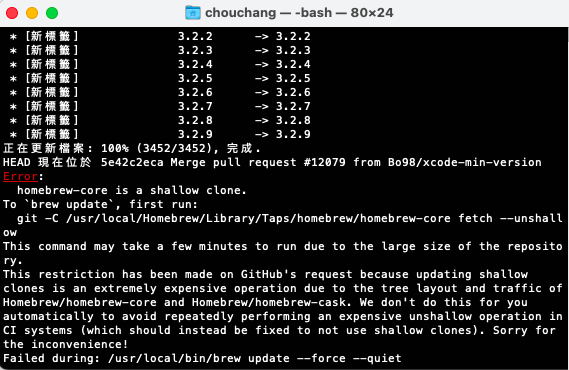 chouchang — -bash — 80×24
* [新標籤] 3.2.2 -> 3.2.2
* [新標籤] 3.2.3 -> 3.2.3
* [新標籤] 3.2.4 -> 3.2.4
* [新標籤] 3.2.5 -> 3.2.5
* [新標籤] 3.2.6 -> 3.2.6
* [新標籤] 3.2.7 -> 3.2.7
* [新標籤] 3.2.8 -> 3.2.8
* [新標籤] 3.2.9 -> 3.2.9
正在更新檔案: 100% (3452/3452), 完成.
HEAD 現在位於 5e42c2eca Merge pull request #12079 from Bo98/xcode-min-version
Error:
homebrew-core is a shallow clone.
To `brew update`, first run:
git -C /usr/local/Homebrew/Library/Taps/homebrew/homebrew-core fetch --unshall
ow
This command may take a few minutes to run due to the large size of the reposito
ry.
This restriction has been made on GitHub's request because updating shallow
clones is an extremely expensive operation due to the tree layout and traffic of
Homebrew/homebrew-core and Homebrew/homebrew-cask. We don't do this for you
automatically to avoid repeatedly performing an expensive unshallow operation in
CI systems (which should instead be fixed to not use shallow clones). Sorry for
the inconvenience!
Failed during: /usr/local/bin/brew update --force --quiet